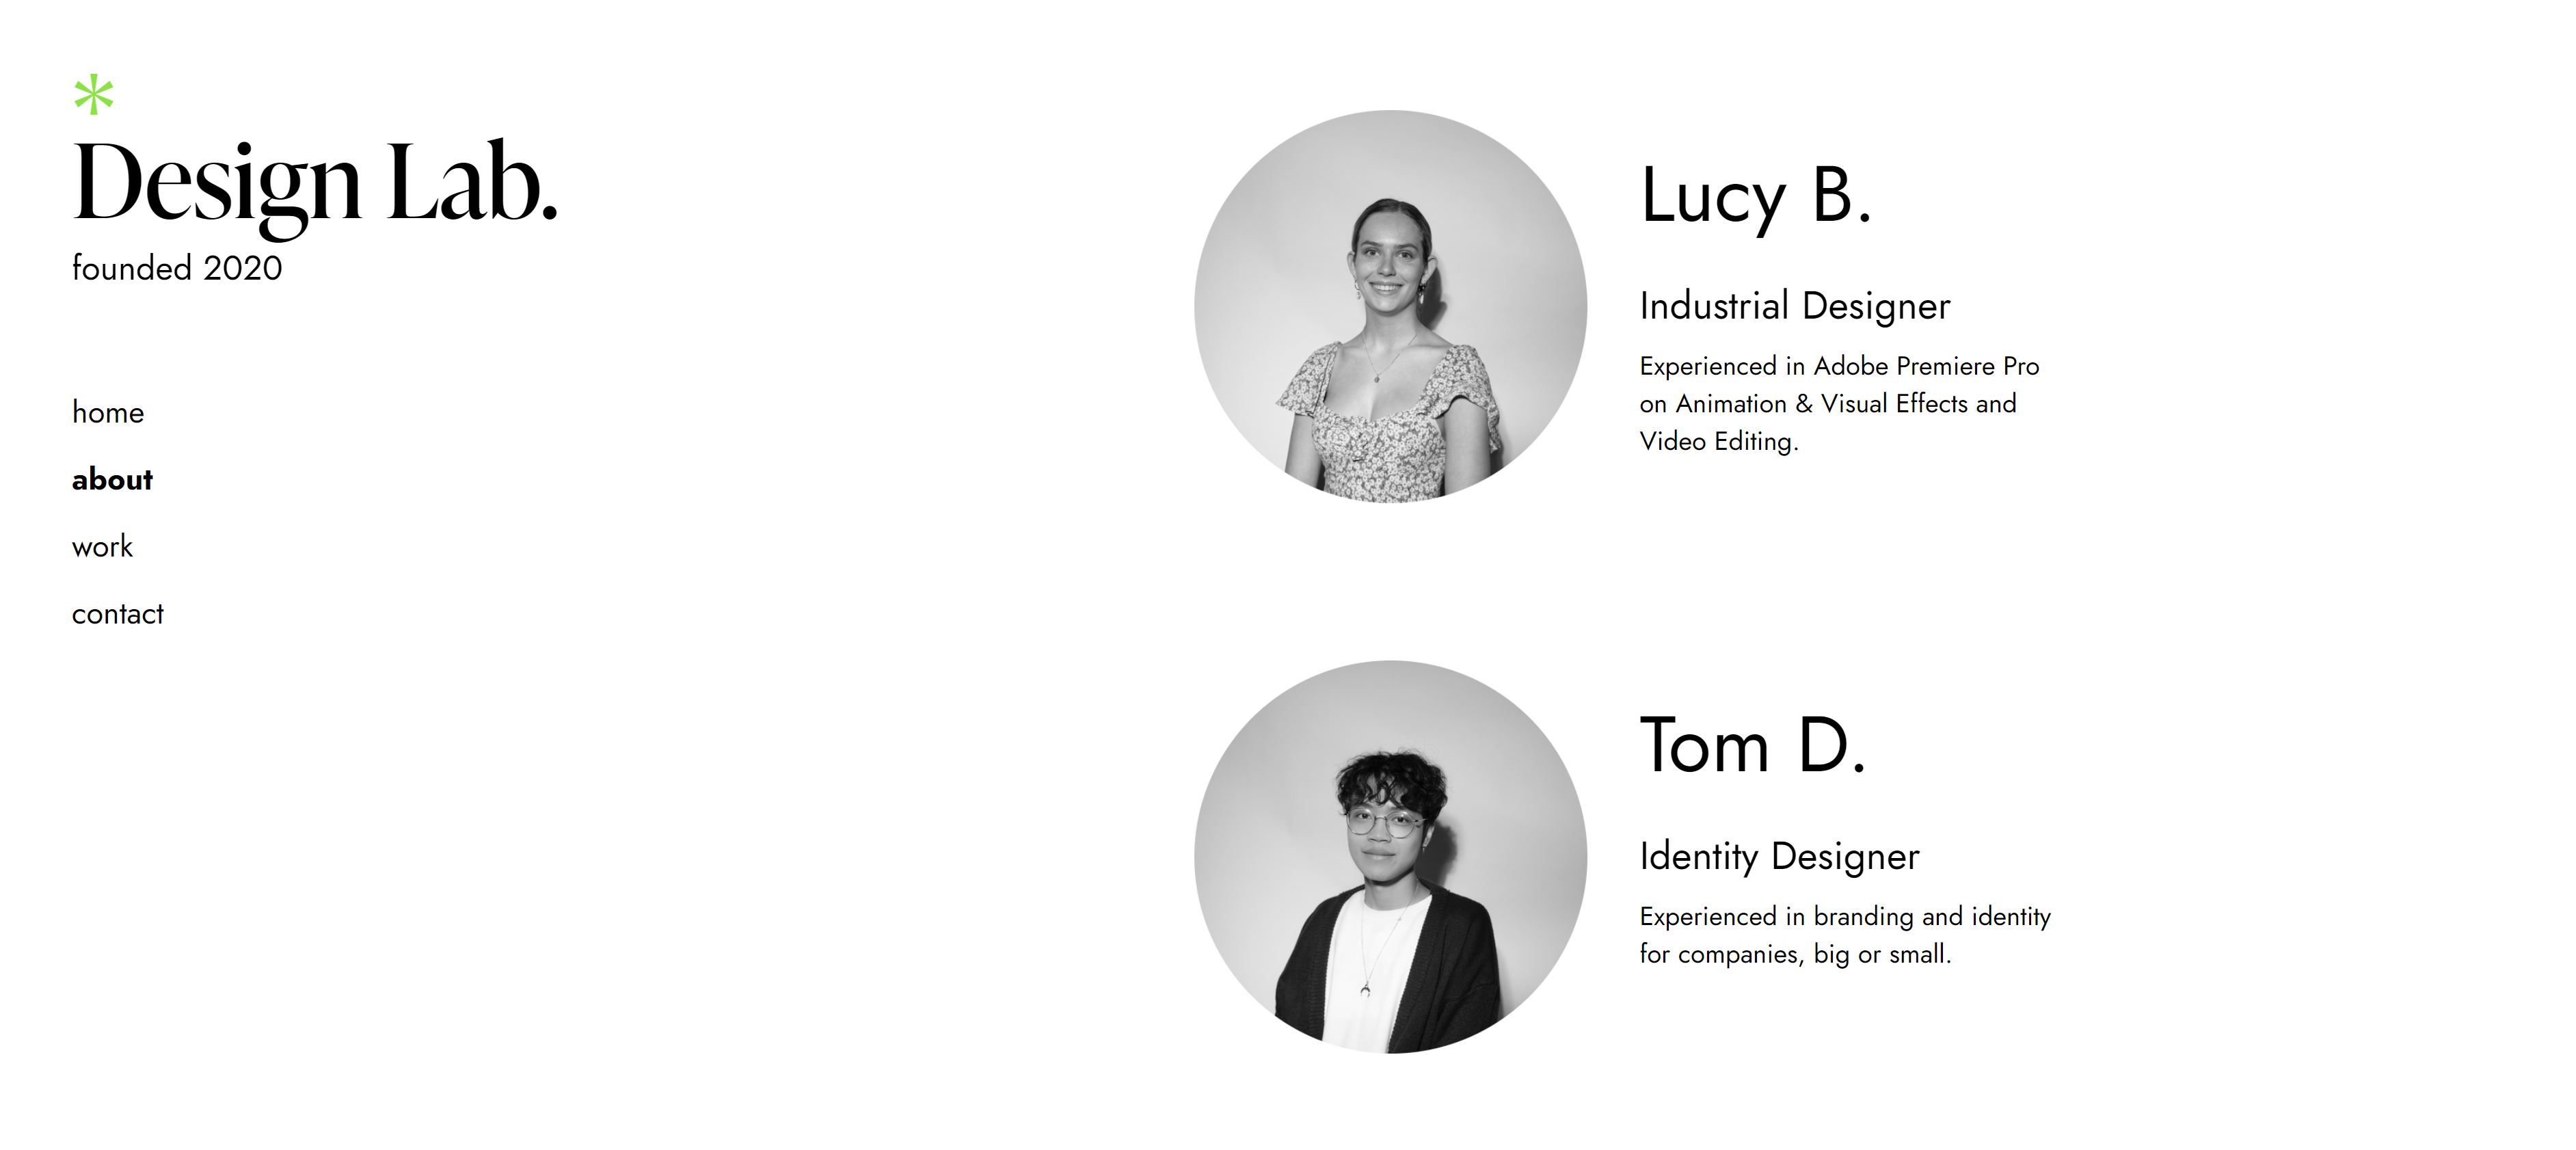 *
Design Lab.
founded 2020
home
about
work
contact
Lucy B.
Industrial Designer
Experienced in Adobe Premiere Pro
on Animation & Visual Effects and
Video Editing.
Tom D.
Identity Designer
Experienced in branding and identity
for companies, big or small.